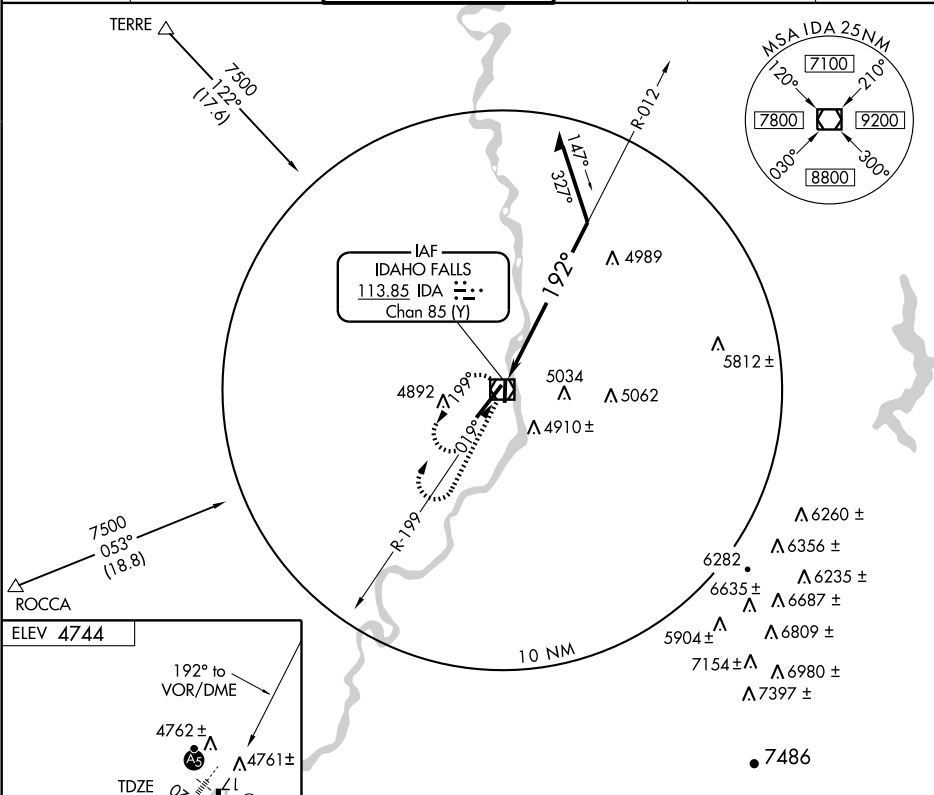 TERRE
7500
122°
(17.6)
MSA IDA 25NM
120°
7100
210°
7800
9200
030°
8800
300°
R-012
147°
327°
192°
4989
IAF
IDAHO FALLS
113.85 IDA
Chan 85 (Y)
5812 ±
5034
4892
199°
5062
4910 ±
019°
R-199
7500
053°
(18.8)
ROCCA
6260 ±
6356 ±
6282
6235 ±
6635 ±
6687 ±
5904 ±
6809 ±
7154 ±
6980 ±
7397 ±
10 NM
7486
ELEV 4744
192° to
VOR/DME
4762 ±
A5
4761±
TDZE
17